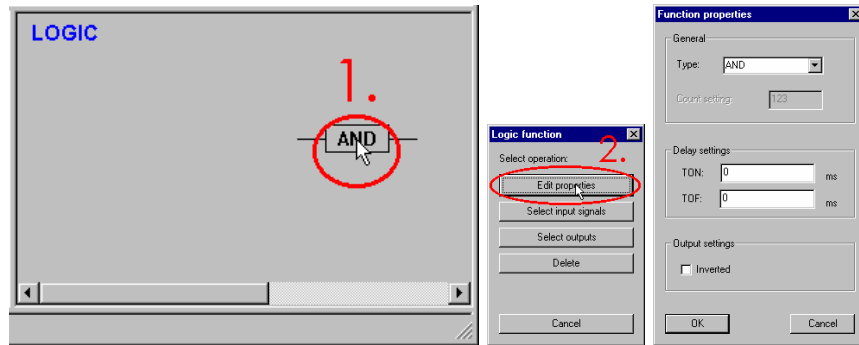 LOGIC
1.
AND
Logic function
2.
Select operation:
Edit properties
Select input signals
Select outputs
Delete
Cancel
Function properties
General
Type: AND
Count setting: 123
Delay settings
TON: 0 ms
TOF: 0 ms
Output settings
Inverted
OK Cancel